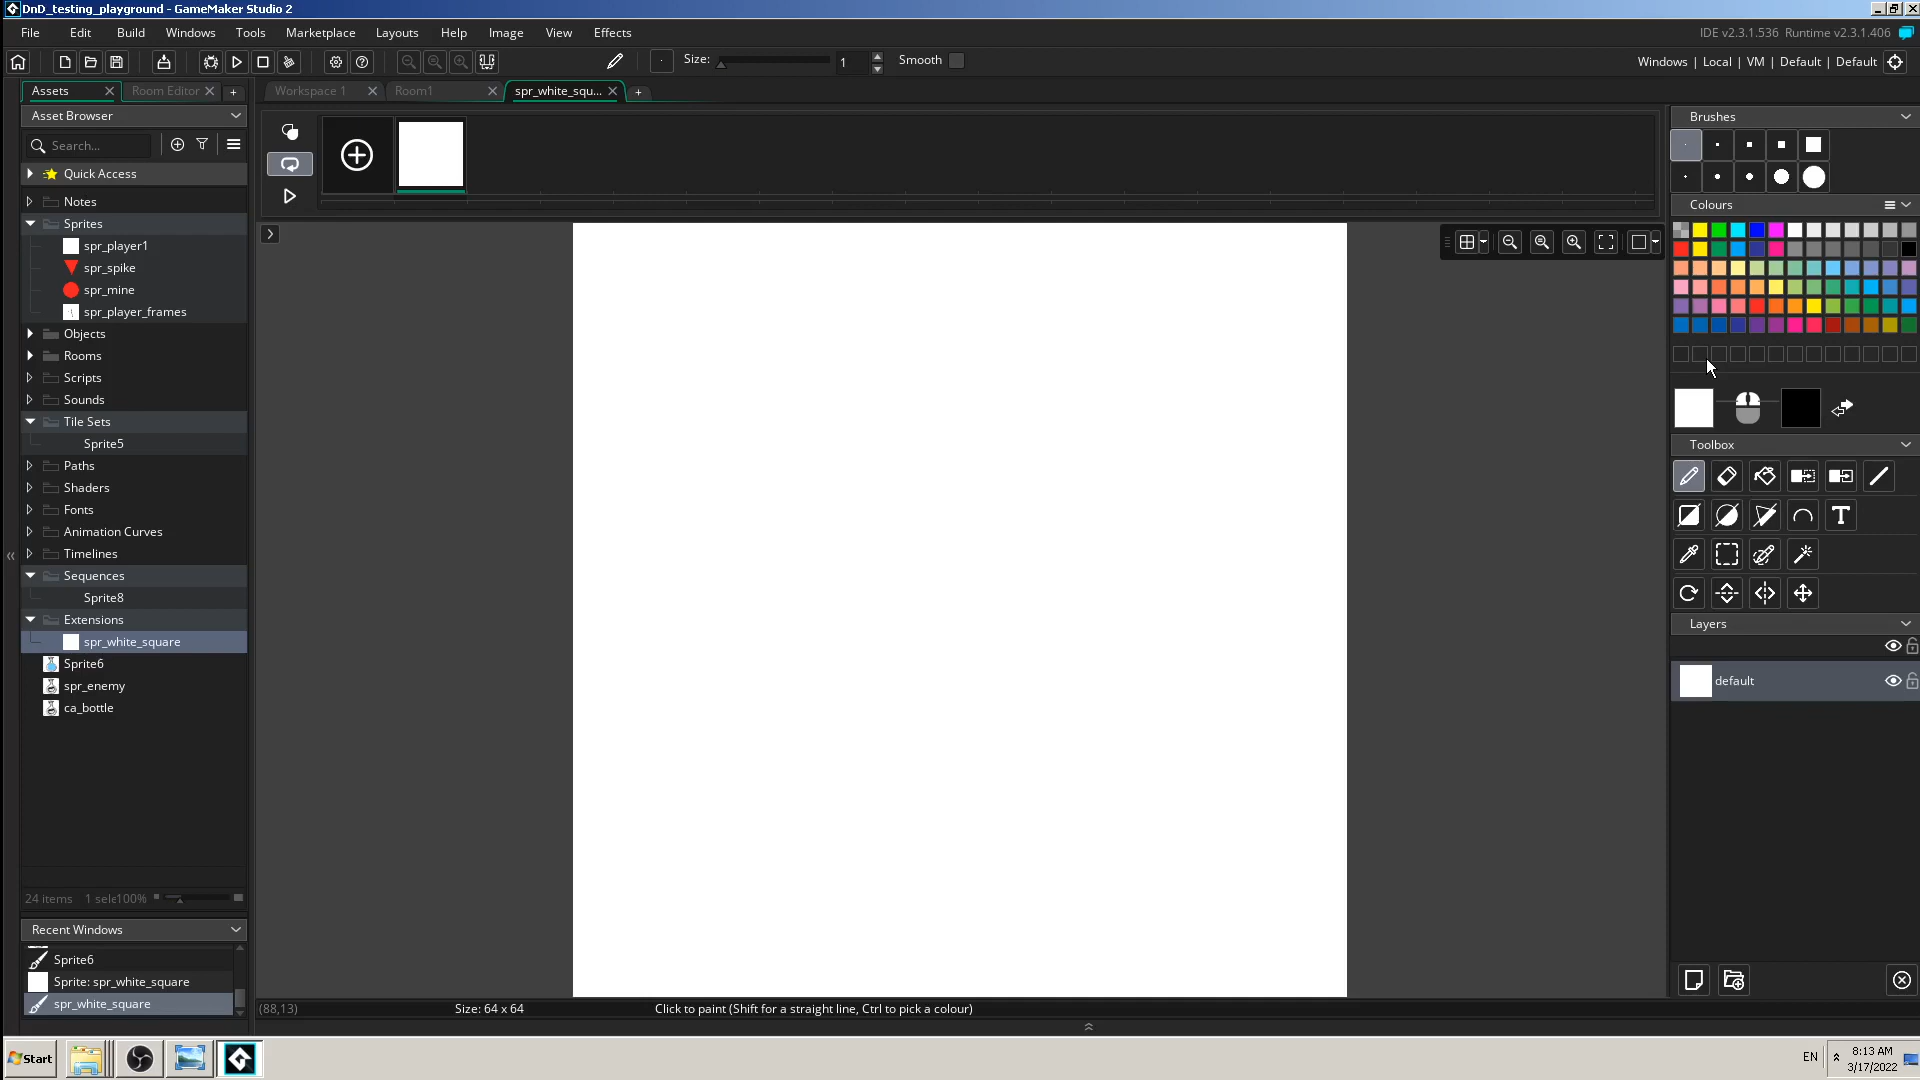 DnD_testing_playground - GameMaker Studio 2
File Edit Build Windows Tools Marketplace Layouts Help Image View Effects
IDE v2.3.1.536 Runtime v2.3.1.406
Size: 1 Smooth
Windows | Local | VM | Default | Default
Assets Room Editor Workspace 1 Room1 spr_white_squ...
Asset Browser
Search...
Quick Access
Notes
Sprites
spr_player1
spr_spike
spr_mine
spr_player_frames
Objects
Rooms
Scripts
Sounds
Tile Sets
Sprite5
Paths
Shaders
Fonts
Animation Curves
Timelines
Sequences
Sprite8
Extensions
spr_white_square
Sprite6
spr_enemy
ca_bottle
24 items 1 sele100%
Recent Windows
Sprite6
Sprite: spr_white_square
spr_white_square
Brushes
Colours
Toolbox
T
Layers
default
(88,13) Size: 64 x 64 Click to paint (Shift for a straight line, Ctrl to pick a colour)
Start
EN
8:13 AM
3/17/2022